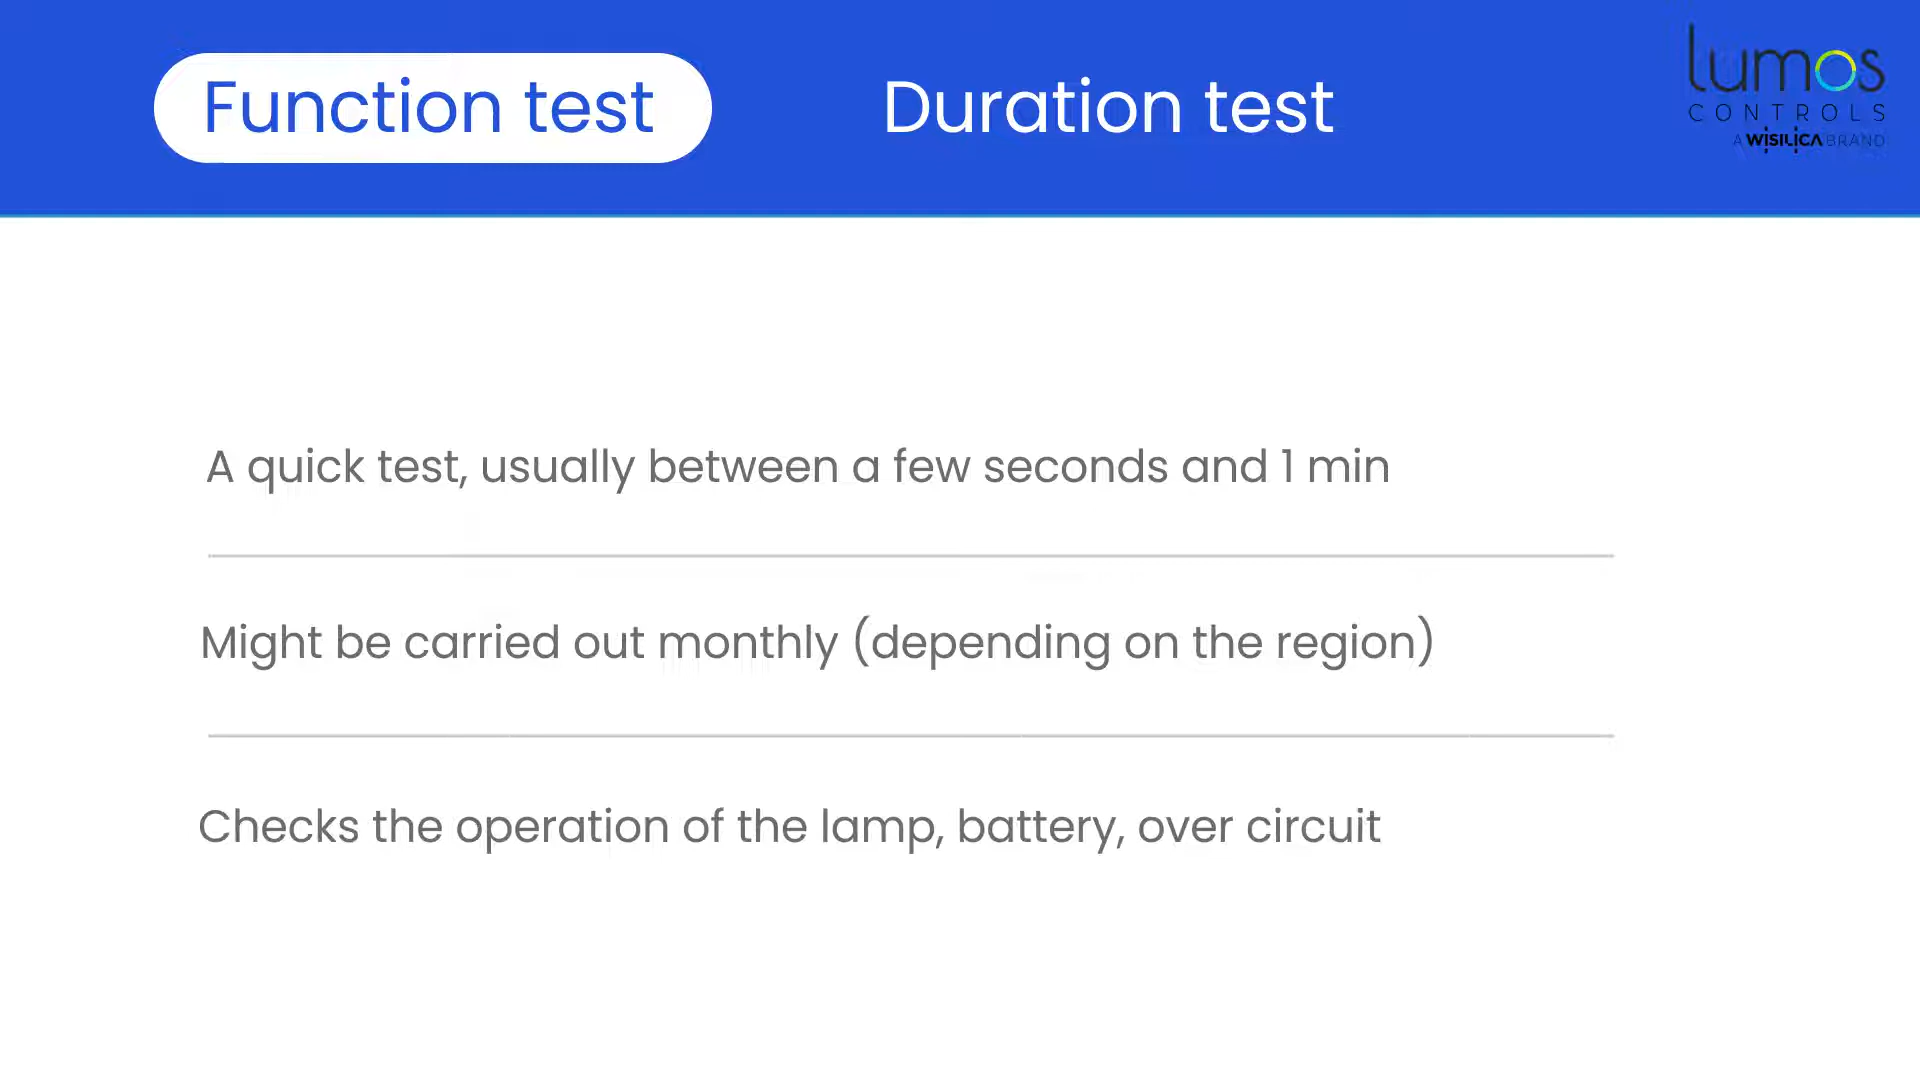 Function test
Duration test
lumos
CONTROLS
A WISILICA BRAND
A quick test, usually between a few seconds and 1 min
Might be carried out monthly (depending on the region)
Checks the operation of the lamp, battery, over circuit